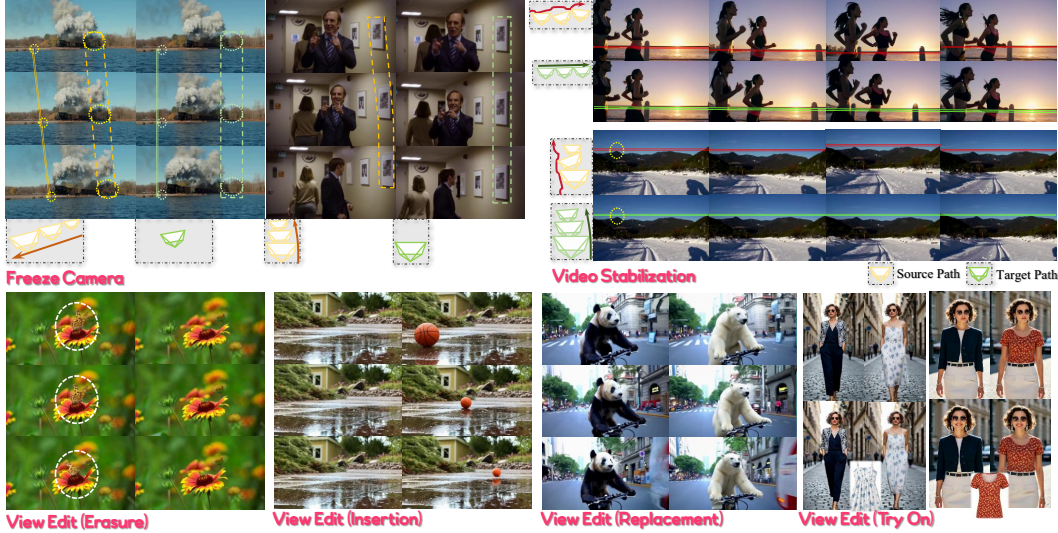 Freeze Camera
Video Stabilization
Source Path
Target Path
View Edit (Erasure)
View Edit (Insertion)
View Edit (Replacement)
View Edit (Try On)